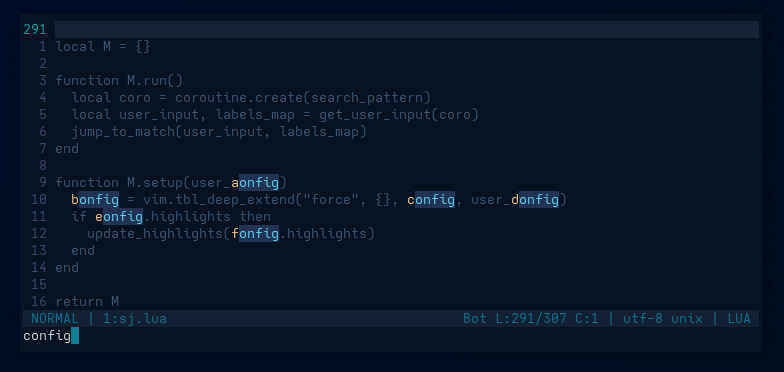 291
1 local M = {}
2
3 function M.run()
4   local coro = coroutine.create(search_pattern)
5   local user_input, labels_map = get_user_input(coro)
6   jump_to_match(user_input, labels_map)
7 end
8
9 function M.setup(user_aonfig)
10   bonfig = vim.tbl_deep_extend("force", {}, config, user_donfig)
11   if eonfig.highlights then
12     update_highlights(fonfig.highlights)
13   end
14 end
15
16 return M
NORMAL | 1:sj.lua Bot L:291/307 C:1 | utf-8 unix | LUA
config